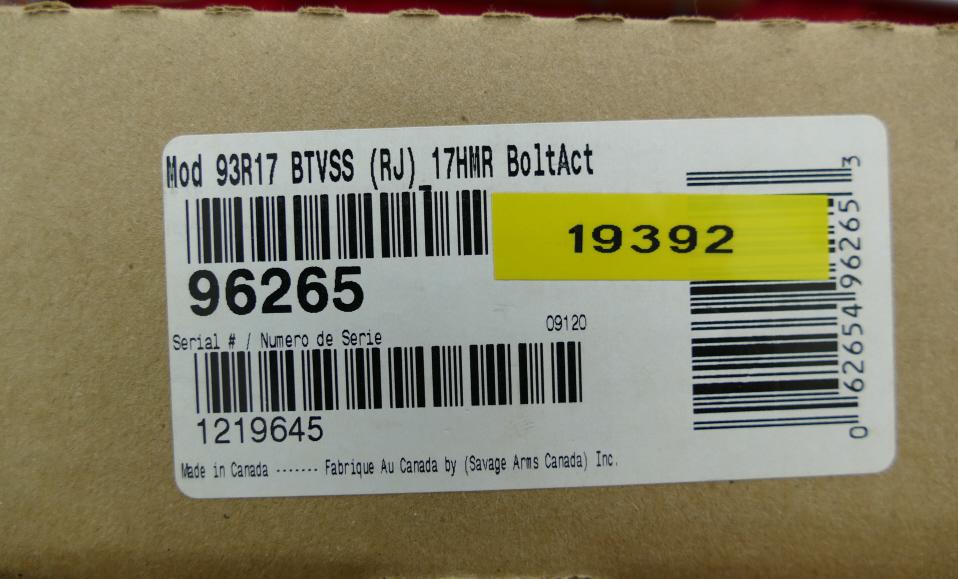 Mod 93R17 BTVSS (RJ) 17HMR BoltAct
19392
96265
09120
Serial # / Numero de Serie
1219645
Made in Canada ------- Fabrique Au Canada by (Savage Arms Canada) Inc.
0 62654 96265 3